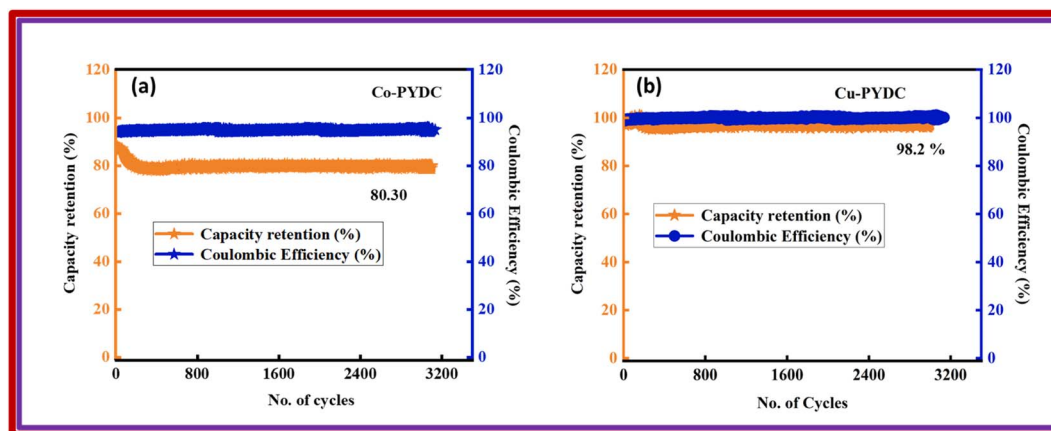 (a)
Co-PYDC
120
100
80
60
40
20
0
Capacity retention (%)
120
100
80
60
40
20
0
Coulombic Efficiency (%)
80.30
Capacity retention (%)
Coulombic Efficiency (%)
0 800 1600 2400 3200
No. of cycles
(b)
Cu-PYDC
120
100
80
60
40
20
0
Capacity retention (%)
120
100
80
60
40
20
0
Coulombic Efficiency (%)
98.2 %
Capacity retention (%)
Coulombic Efficiency (%)
0 800 1600 2400 3200
No. of Cycles